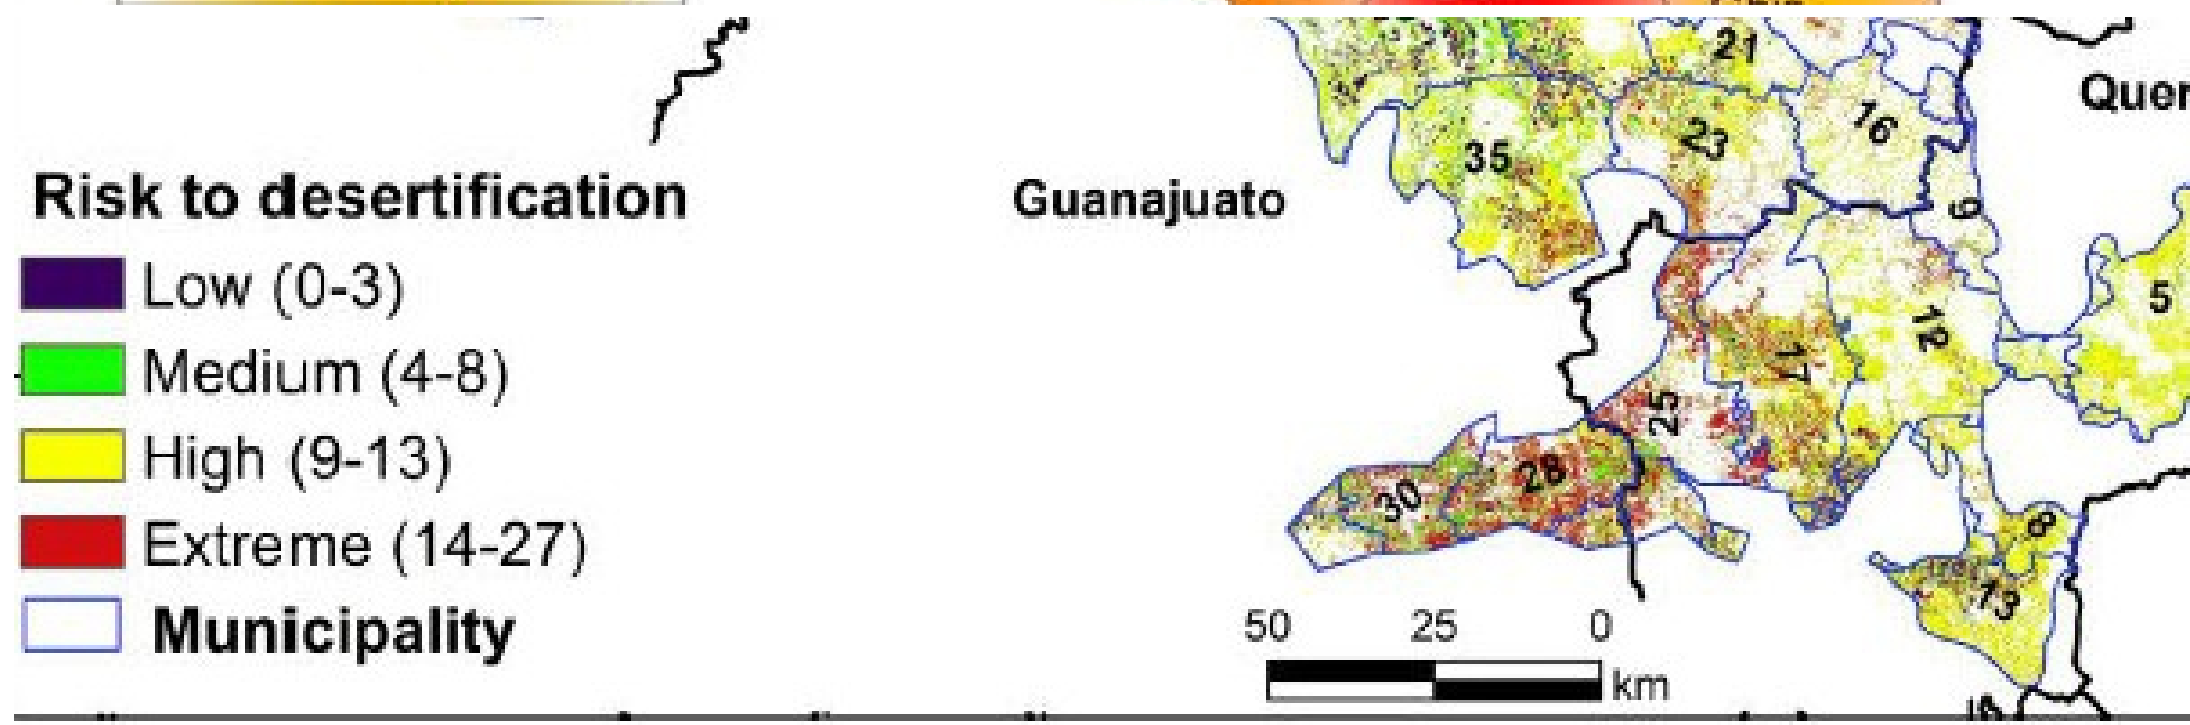 21
Quer
16
23
35
Risk to desertification
Guanajuato
9
Low (0-3)
5
12
Medium (4-8)
17
25
High (9-13)
28
30
8
Extreme (14-27)
13
50 25 0
Municipality
km